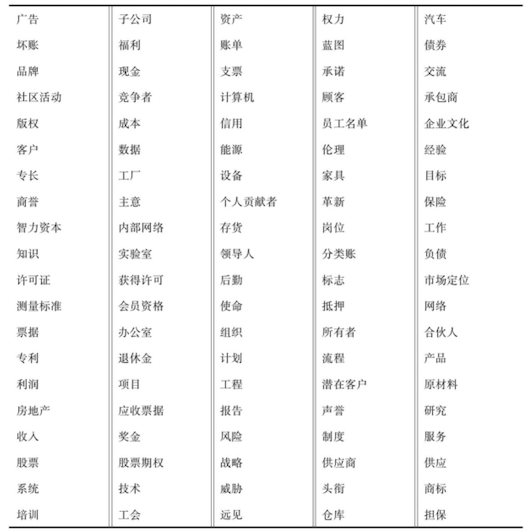 广告 子公司 资产 权力 汽车
坏账 福利 账单 蓝图 债券
品牌 现金 支票 承诺 交流
社区活动 竞争者 计算机 顾客 承包商
版权 成本 信用 员工名单 企业文化
客户 数据 能源 伦理 经验
专长 工厂 设备 家具 目标
商誉 主意 个人贡献者 革新 保险
智力资本 内部网络 存货 岗位 工作
知识 实验室 领导人 分类账 负债
许可证 获得许可 后勤 标志 市场定位
测量标准 会员资格 使命 抵押 网络
票据 办公室 组织 所有者 合伙人
专利 退休金 计划 流程 产品
利润 项目 工程 潜在客户 原材料
房地产 应收票据 报告 声誉 研究
收入 奖金 风险 制度 服务
股票 股票期权 战略 供应商 供应
系统 技术 威胁 头衔 商标
培训 工会 远见 仓库 担保